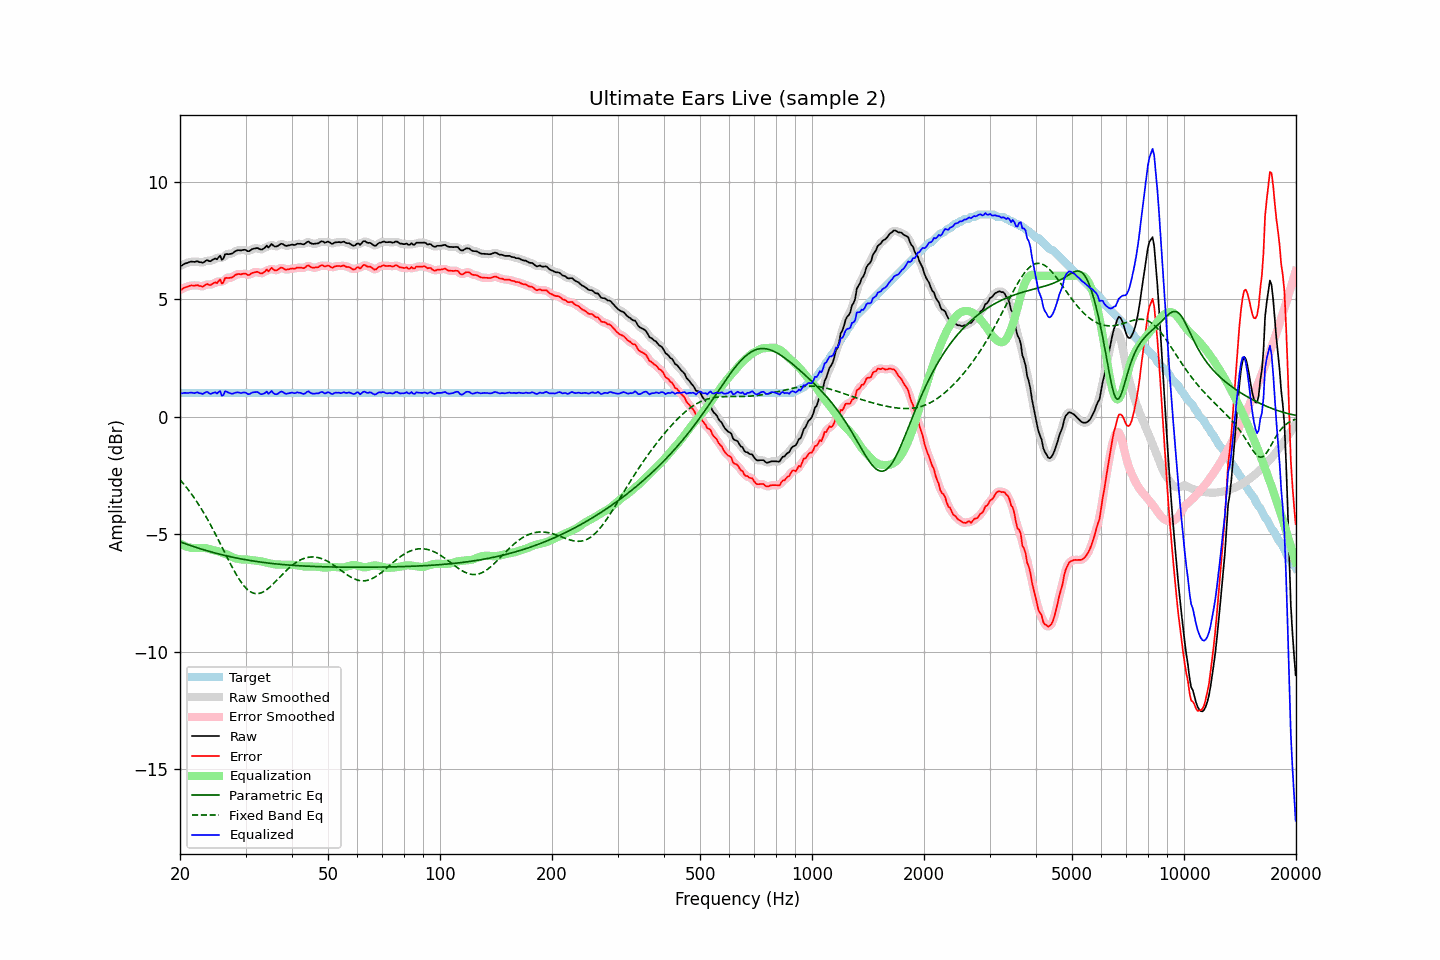 Ultimate Ears Live (sample 2)
Amplitude (dBr)
10
5
0
−5
−10
−15
Target
Raw Smoothed
Error Smoothed
Raw
Error
Equalization
Parametric Eq
Fixed Band Eq
Equalized
20 50 100 200 500 1000 2000 5000 10000 20000
Frequency (Hz)